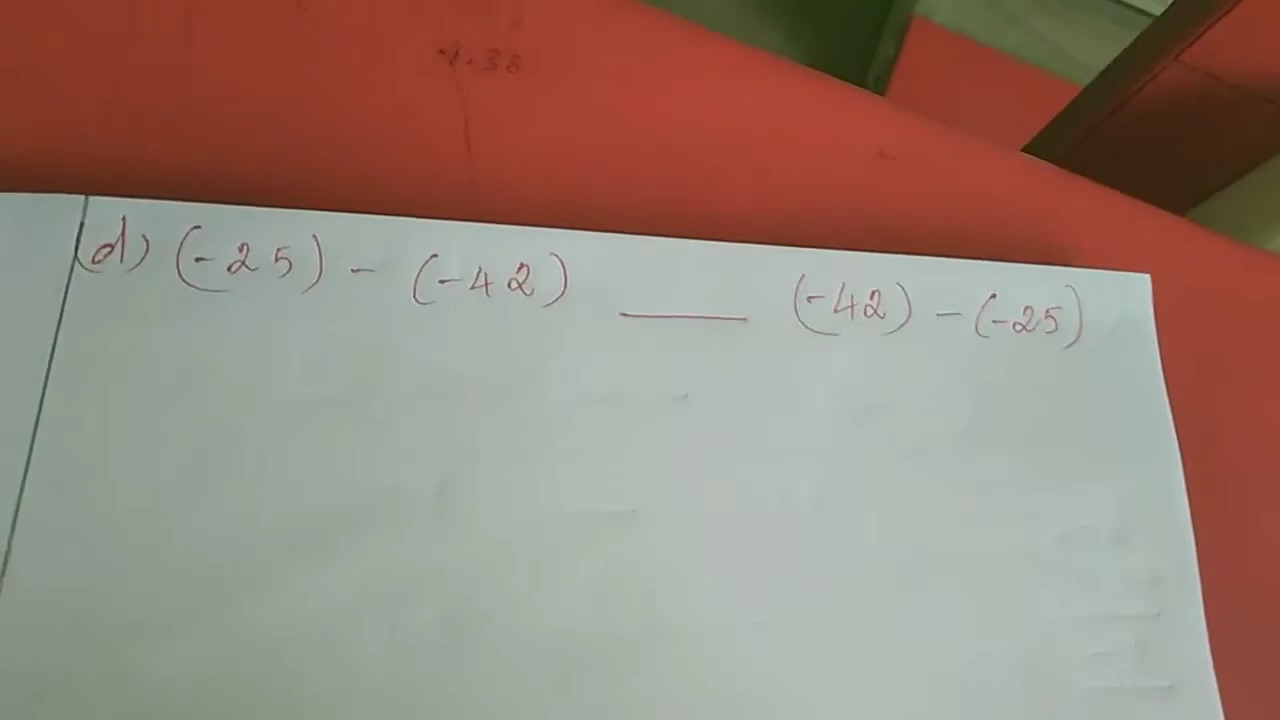 (d) (-25) - (-42) ____ (-42) - (-25)